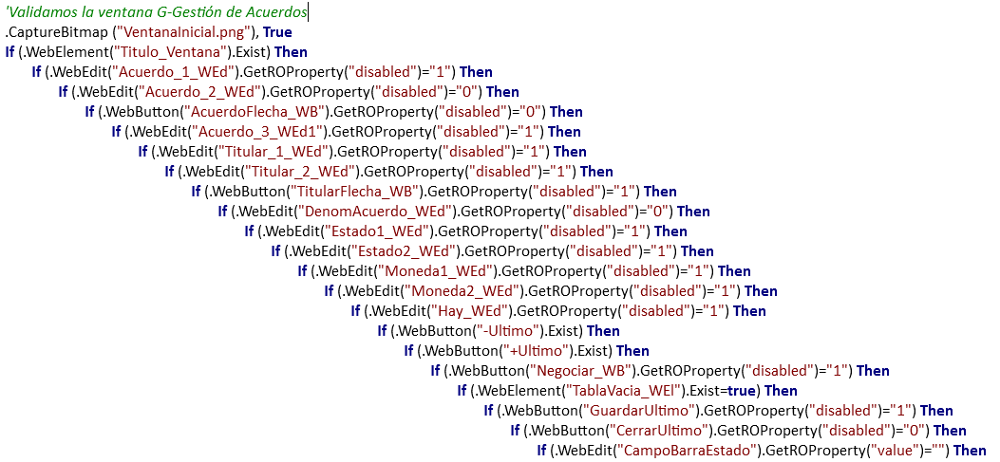 'Validamos la ventana G-Gestión de Acuerdos
.CaptureBitmap ("VentanaInicial.png"), True
If (.WebElement("Titulo_Ventana").Exist) Then
If (.WebEdit("Acuerdo_1_WEd").GetROProperty("disabled")="1") Then
If (.WebEdit("Acuerdo_2_WEd").GetROProperty("disabled")="0") Then
If (.WebButton("AcuerdoFlecha_WB").GetROProperty("disabled")="0") Then
If (.WebEdit("Acuerdo_3_WEd1").GetROProperty("disabled")="1") Then
If (.WebEdit("Titular_1_WEd").GetROProperty("disabled")="1") Then
If (.WebEdit("Titular_2_WEd").GetROProperty("disabled")="1") Then
If (.WebButton("TitularFlecha_WB").GetROProperty("disabled")="1") Then
If (.WebEdit("DenomAcuerdo_WEd").GetROProperty("disabled")="0") Then
If (.WebEdit("Estado1_WEd").GetROProperty("disabled")="1") Then
If (.WebEdit("Estado2_WEd").GetROProperty("disabled")="1") Then
If (.WebEdit("Moneda1_WEd").GetROProperty("disabled")="1") Then
If (.WebEdit("Moneda2_WEd").GetROProperty("disabled")="1") Then
If (.WebEdit("Hay_WEd").GetROProperty("disabled")="1") Then
If (.WebButton("-Ultimo").Exist) Then
If (.WebButton("+Ultimo").Exist) Then
If (.WebButton("Negociar_WB").GetROProperty("disabled")="1") Then
If (.WebElement("TablaVacia_WEl").Exist=true) Then
If (.WebButton("GuardarUltimo").GetROProperty("disabled")="1") Then
If (.WebButton("CerrarUltimo").GetROProperty("disabled")="0") Then
If (.WebEdit("CampoBarraEstado").GetROProperty("value")="") Then